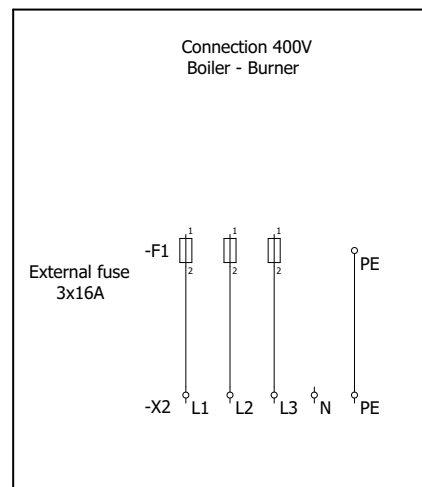 Connection 400V
Boiler - Burner
1 1 1
-F1
2 2 2
PE
External fuse
3x16A
-X2 L1 L2 L3 N PE